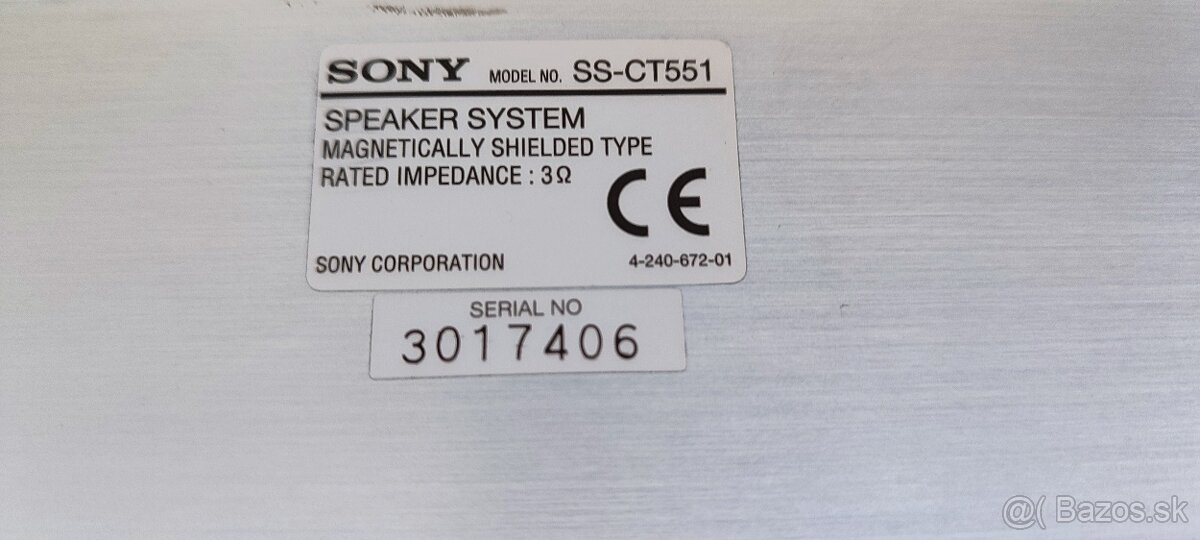 SONY MODEL NO. SS-CT551
SPEAKER SYSTEM
MAGNETICALLY SHIELDED TYPE
RATED IMPEDANCE : 3Ω
CE
SONY CORPORATION 4-240-672-01
SERIAL NO
3017406
@( Bazos.sk